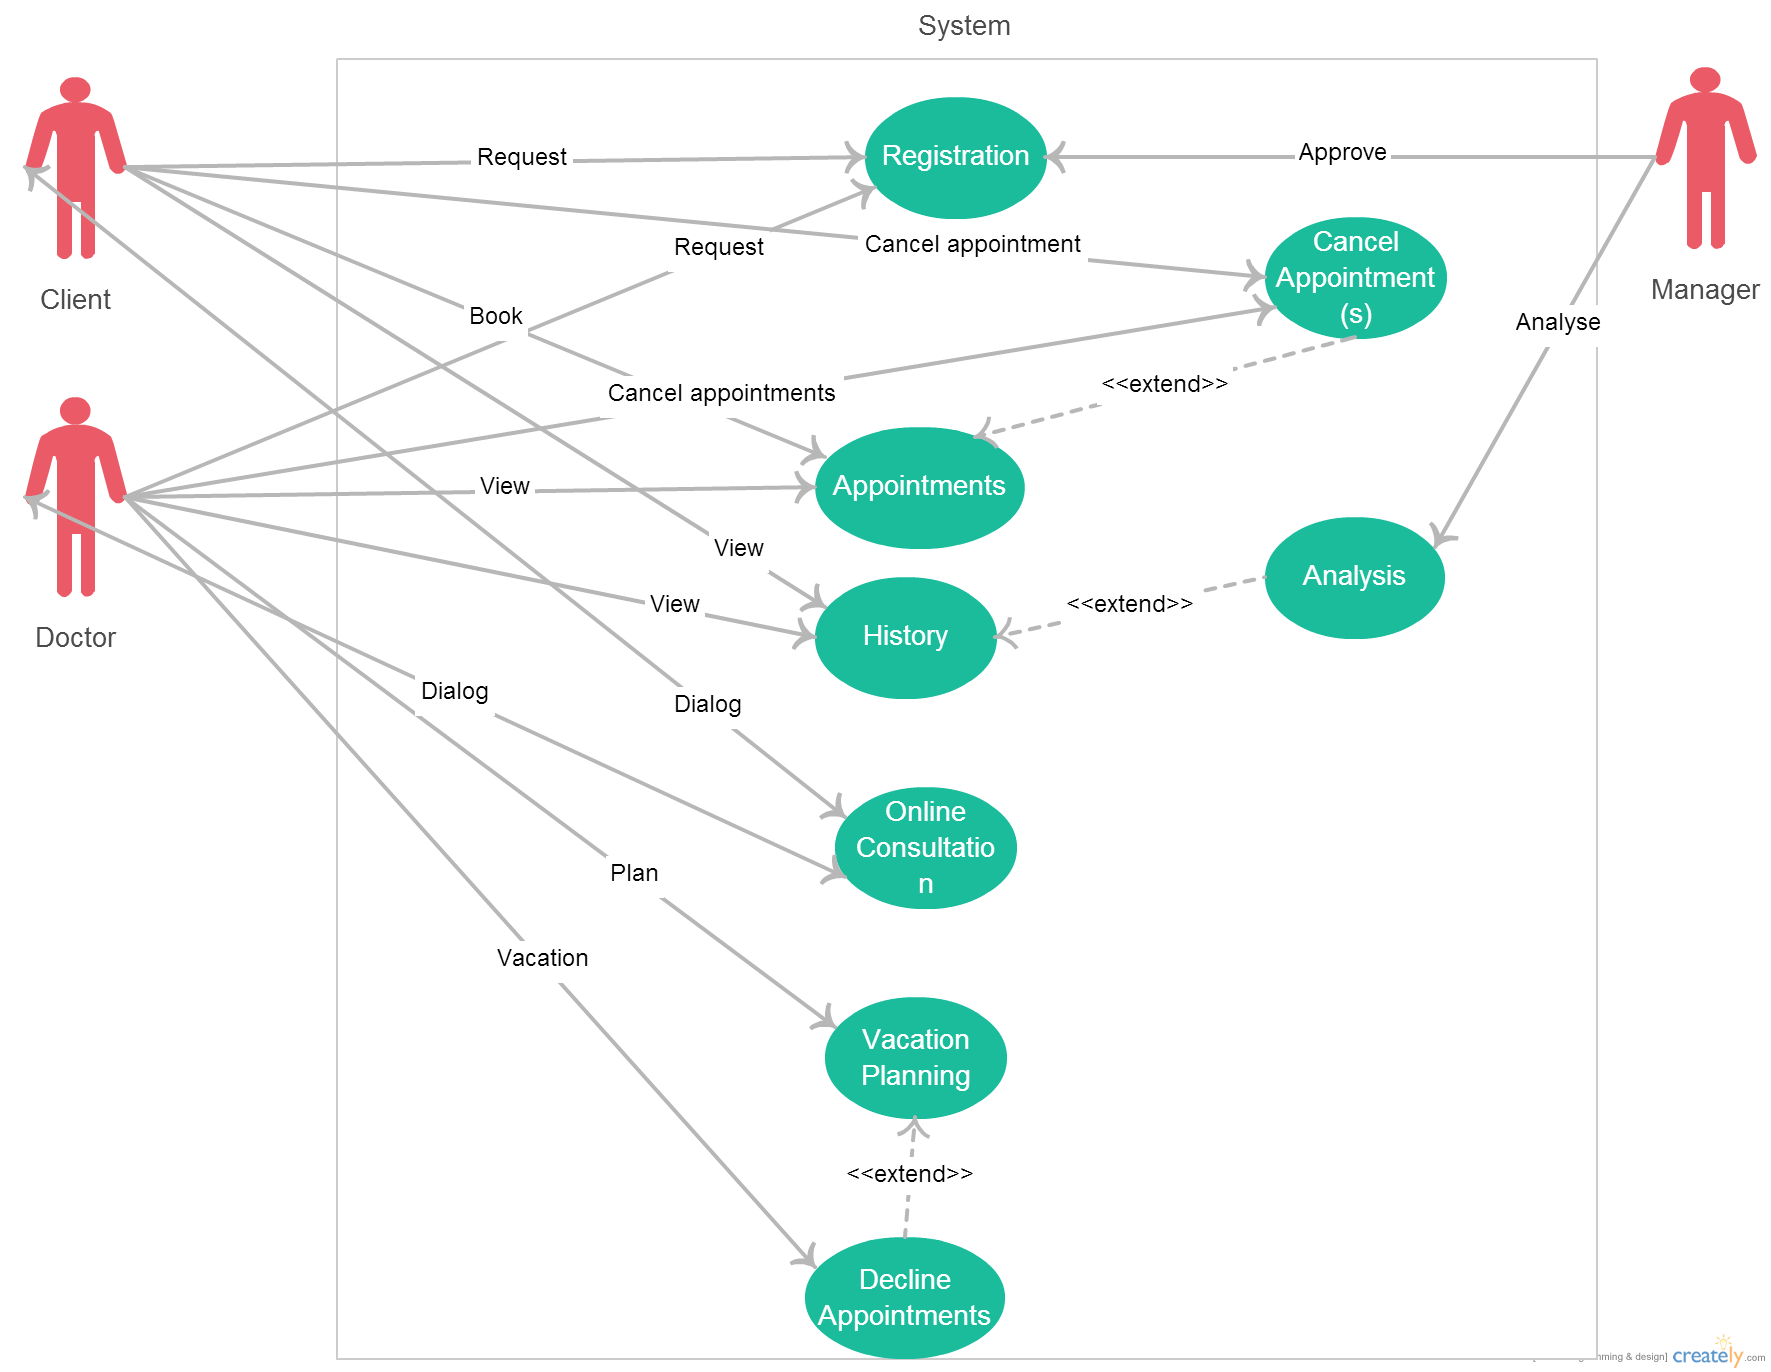 System
Request
Registration
Approve
Request
Cancel appointment
Cancel
Appointment
(s)
Client
Manager
Book
Analyse
Cancel appointments
<<extend>>
View
Appointments
View
Analysis
View
<<extend>>
History
Doctor
Dialog
Dialog
Online
Consultatio
n
Plan
Vacation
Vacation
Planning
<<extend>>
Decline
Appointments
mming & design]
creately.com